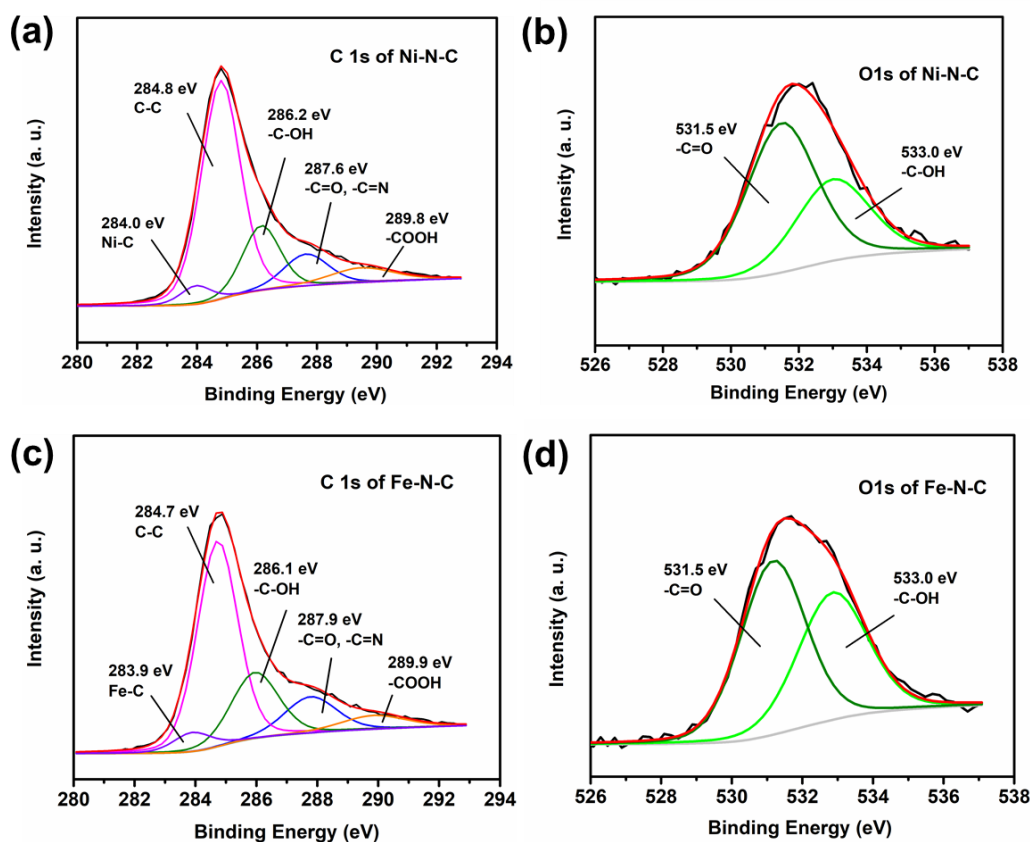 (a)
C 1s of Ni-N-C
284.8 eV
C-C
286.2 eV
-C-OH
287.6 eV
-C=O, -C=N
289.8 eV
-COOH
284.0 eV
Ni-C
Intensity (a. u.)
280 282 284 286 288 290 292 294
Binding Energy (eV)
(b)
O1s of Ni-N-C
531.5 eV
-C=O
533.0 eV
-C-OH
Intensity (a. u.)
526 528 530 532 534 536 538
Binding Energy (eV)
(c)
C 1s of Fe-N-C
284.7 eV
C-C
286.1 eV
-C-OH
287.9 eV
-C=O, -C=N
289.9 eV
-COOH
283.9 eV
Fe-C
Intensity (a. u.)
280 282 284 286 288 290 292 294
Binding Energy (eV)
(d)
O1s of Fe-N-C
531.5 eV
-C=O
533.0 eV
-C-OH
Intensity (a. u.)
526 528 530 532 534 536 538
Binding Energy (eV)